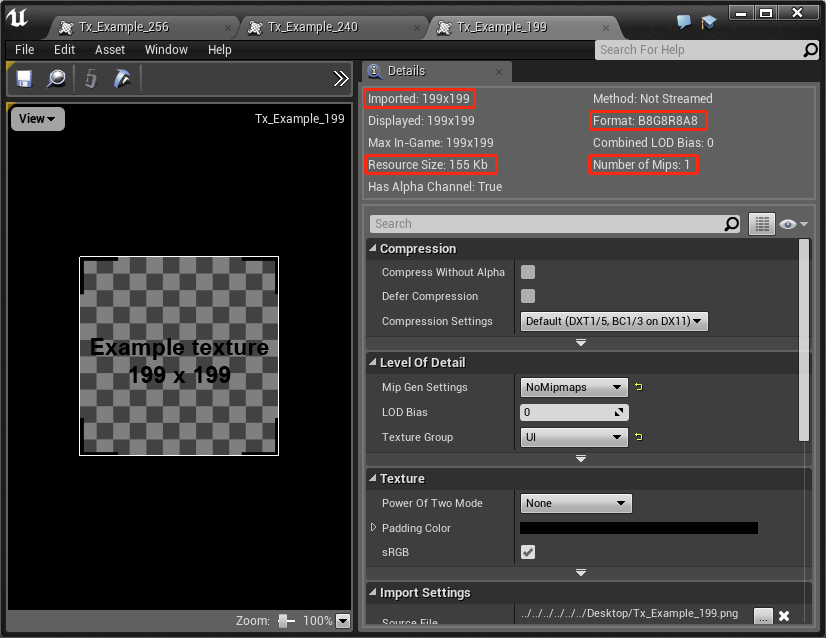 Tx_Example_256
Tx_Example_240
Tx_Example_199
File Edit Asset Window Help
Search For Help
Details
View
Tx_Example_199
Imported: 199x199
Method: Not Streamed
Displayed: 199x199
Format: B8G8R8A8
Max In-Game: 199x199
Combined LOD Bias: 0
Resource Size: 155 Kb
Number of Mips: 1
Has Alpha Channel: True
Search
Compression
Compress Without Alpha
Defer Compression
Compression Settings Default (DXT1/5, BC1/3 on DX11)
Example texture
199 x 199
Level Of Detail
Mip Gen Settings NoMipmaps
LOD Bias 0
Texture Group UI
Texture
Power Of Two Mode None
Padding Color
sRGB
Import Settings
Source File ../../../../../../Desktop/Tx_Example_199.png ...
Zoom: 100%